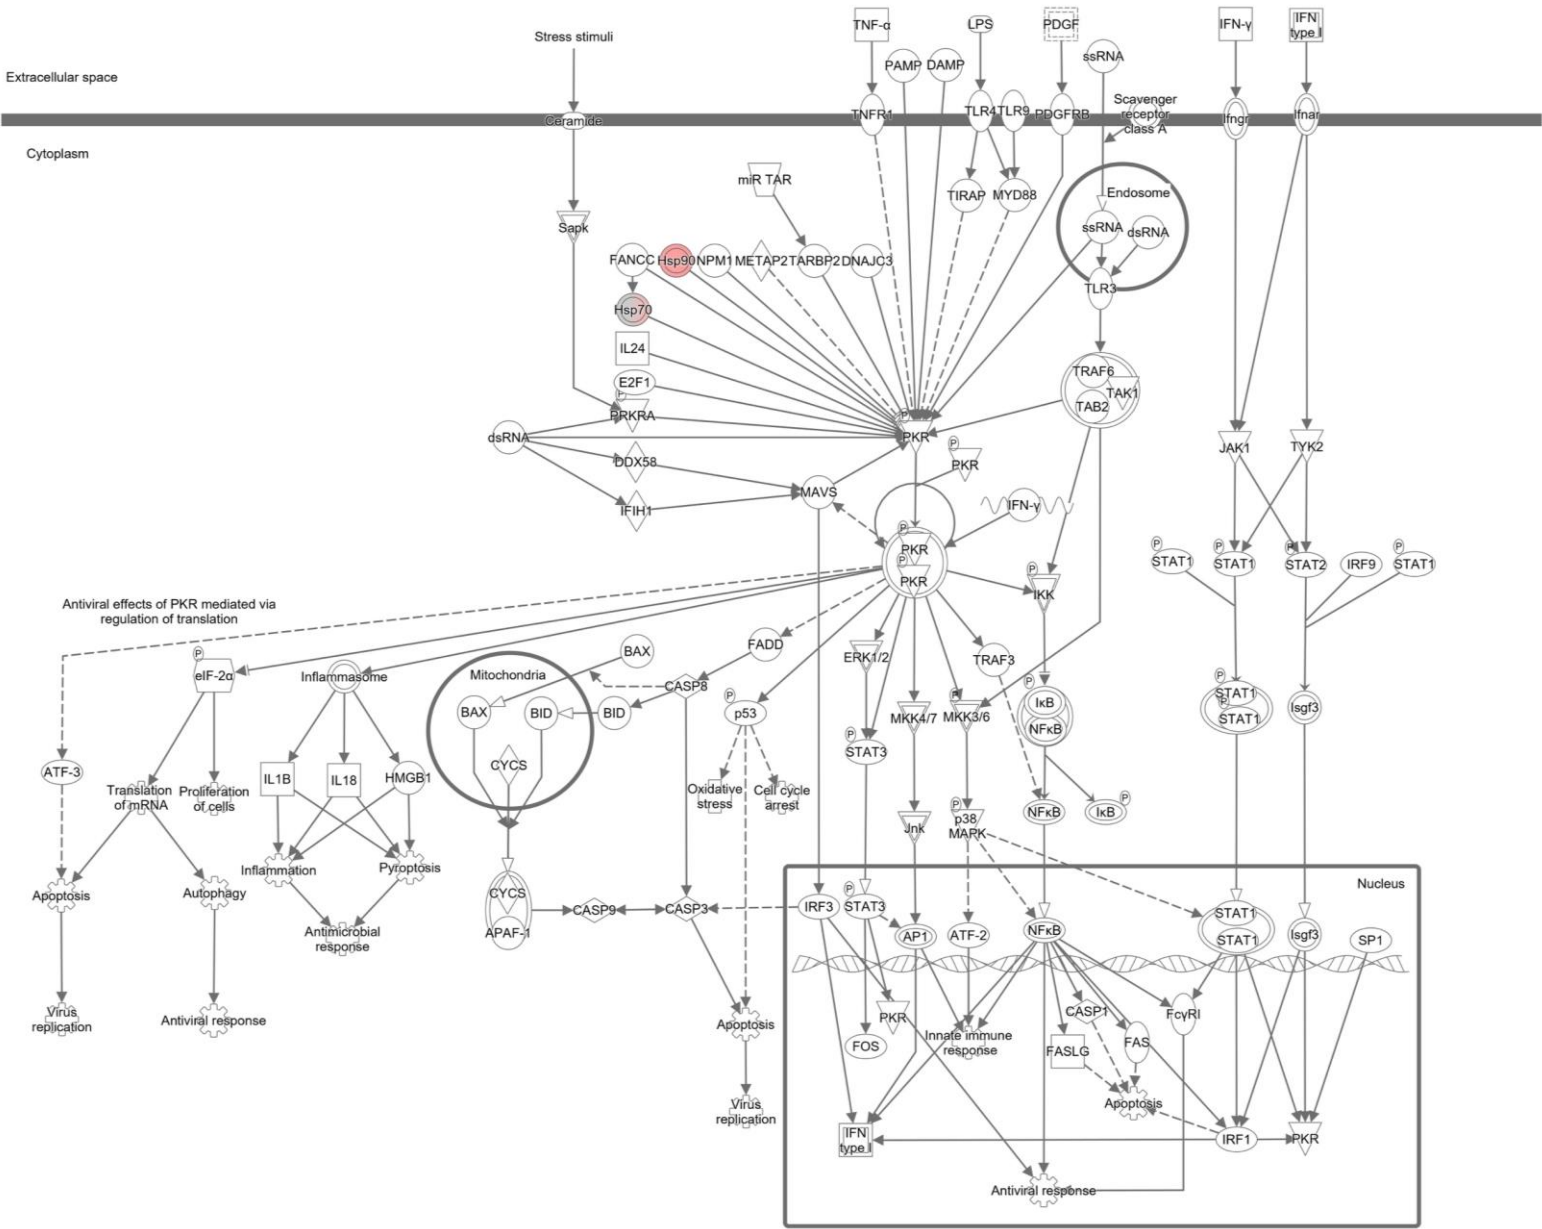 Stress stimuli
TNF-α
LPS
PDGF
IFN-γ
IFN
type I
PAMP
DAMP
ssRNA
Extracellular space
Ceramide
TNFR1
TLR4
TLR9
PDGFRB
Scavenger
receptor
class A
Ifngr
Ifnar
Cytoplasm
miR TAR
TIRAP
MYD88
Endosome
Sapk
ssRNA
dsRNA
FANCC
Hsp90
NPM1
METAP2
TARBP2
DNAJC3
TLR3
Hsp70
IL24
E2F1
P
PRKRA
TRAF6
TAK1
TAB2
P
PKR
dsRNA
DDX58
IFIH1
MAVS
P
PKR
IFN-γ
JAK1
TYK2
P
PKR
P
PKR
P
IKK
P
STAT1
P
STAT1
P
STAT2
IRF9
P
STAT1
Antiviral effects of PKR mediated via
regulation of translation
P
eIF-2α
Inflammasome
Mitochondria
BAX
FADD
ERK1/2
TRAF3
CASP8
BAX
BID
BID
P
p53
MKK4/7
P
MKK3/6
P
IκB
NFκB
P
STAT1
P
STAT1
Isgf3
P
STAT3
ATF-3
Translation
of mRNA
Proliferation
of cells
IL1B
IL18
HMGB1
CYCS
Oxidative
stress
Cell cycle
arrest
Jnk
P
p38
MAPK
NFκB
P
IκB
Inflammation
Pyroptosis
Apoptosis
Autophagy
CYCS
APAF-1
CASP9
CASP3
Nucleus
IRF3
P
STAT3
AP1
ATF-2
NFκB
STAT1
STAT1
Isgf3
SP1
Antimicrobial
response
Virus
replication
Antiviral response
Apoptosis
PKR
FOS
Innate immune
response
CASP1
FASLG
FAS
FcγRI
Apoptosis
Virus
replication
IFN
type I
IRF1
PKR
Antiviral response